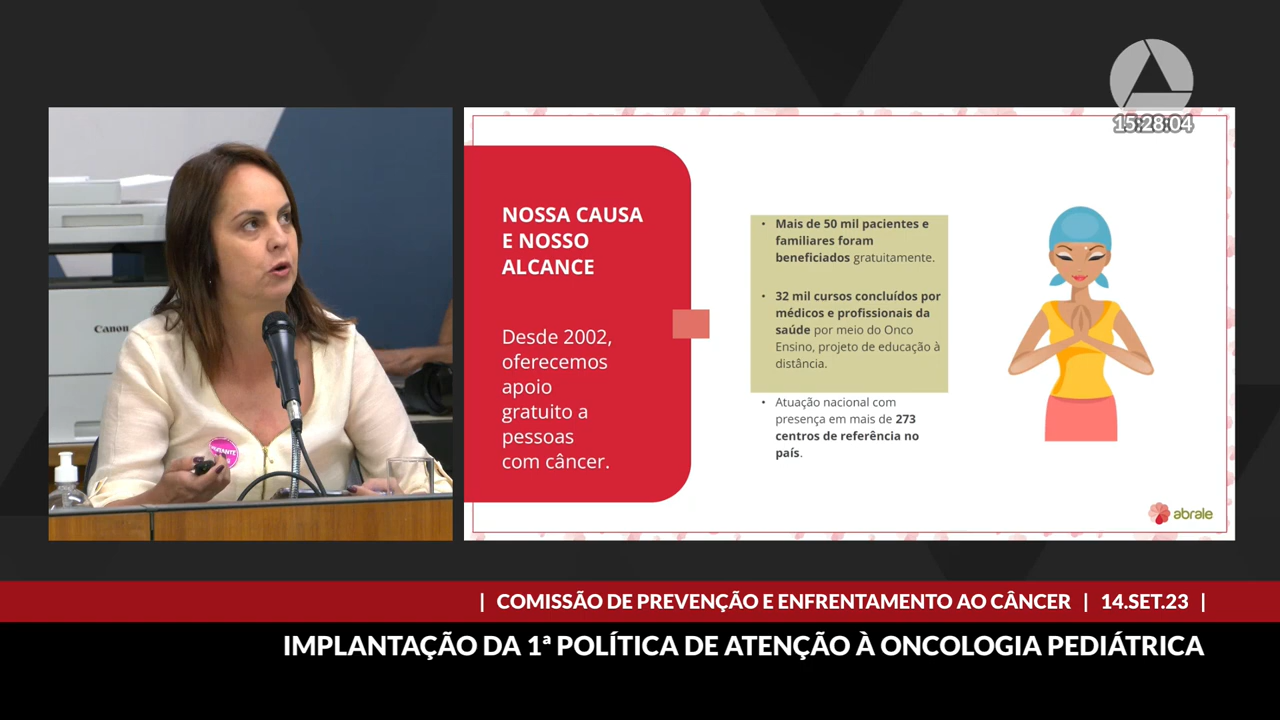 15:28:04
Canon
VISITANTE
NOSSA CAUSA
E NOSSO
ALCANCE
Desde 2002,
oferecemos
apoio
gratuito a
pessoas
com câncer.
• Mais de 50 mil pacientes e
familiares foram
beneficiados gratuitamente.
• 32 mil cursos concluídos por
médicos e profissionais da
saúde por meio do Onco
Ensino, projeto de educação à
distância.
• Atuação nacional com
presença em mais de 273
centros de referência no
país.
abrale
| COMISSÃO DE PREVENÇÃO E ENFRENTAMENTO AO CÂNCER | 14.SET.23 |
IMPLANTAÇÃO DA 1ª POLÍTICA DE ATENÇÃO À ONCOLOGIA PEDIÁTRICA